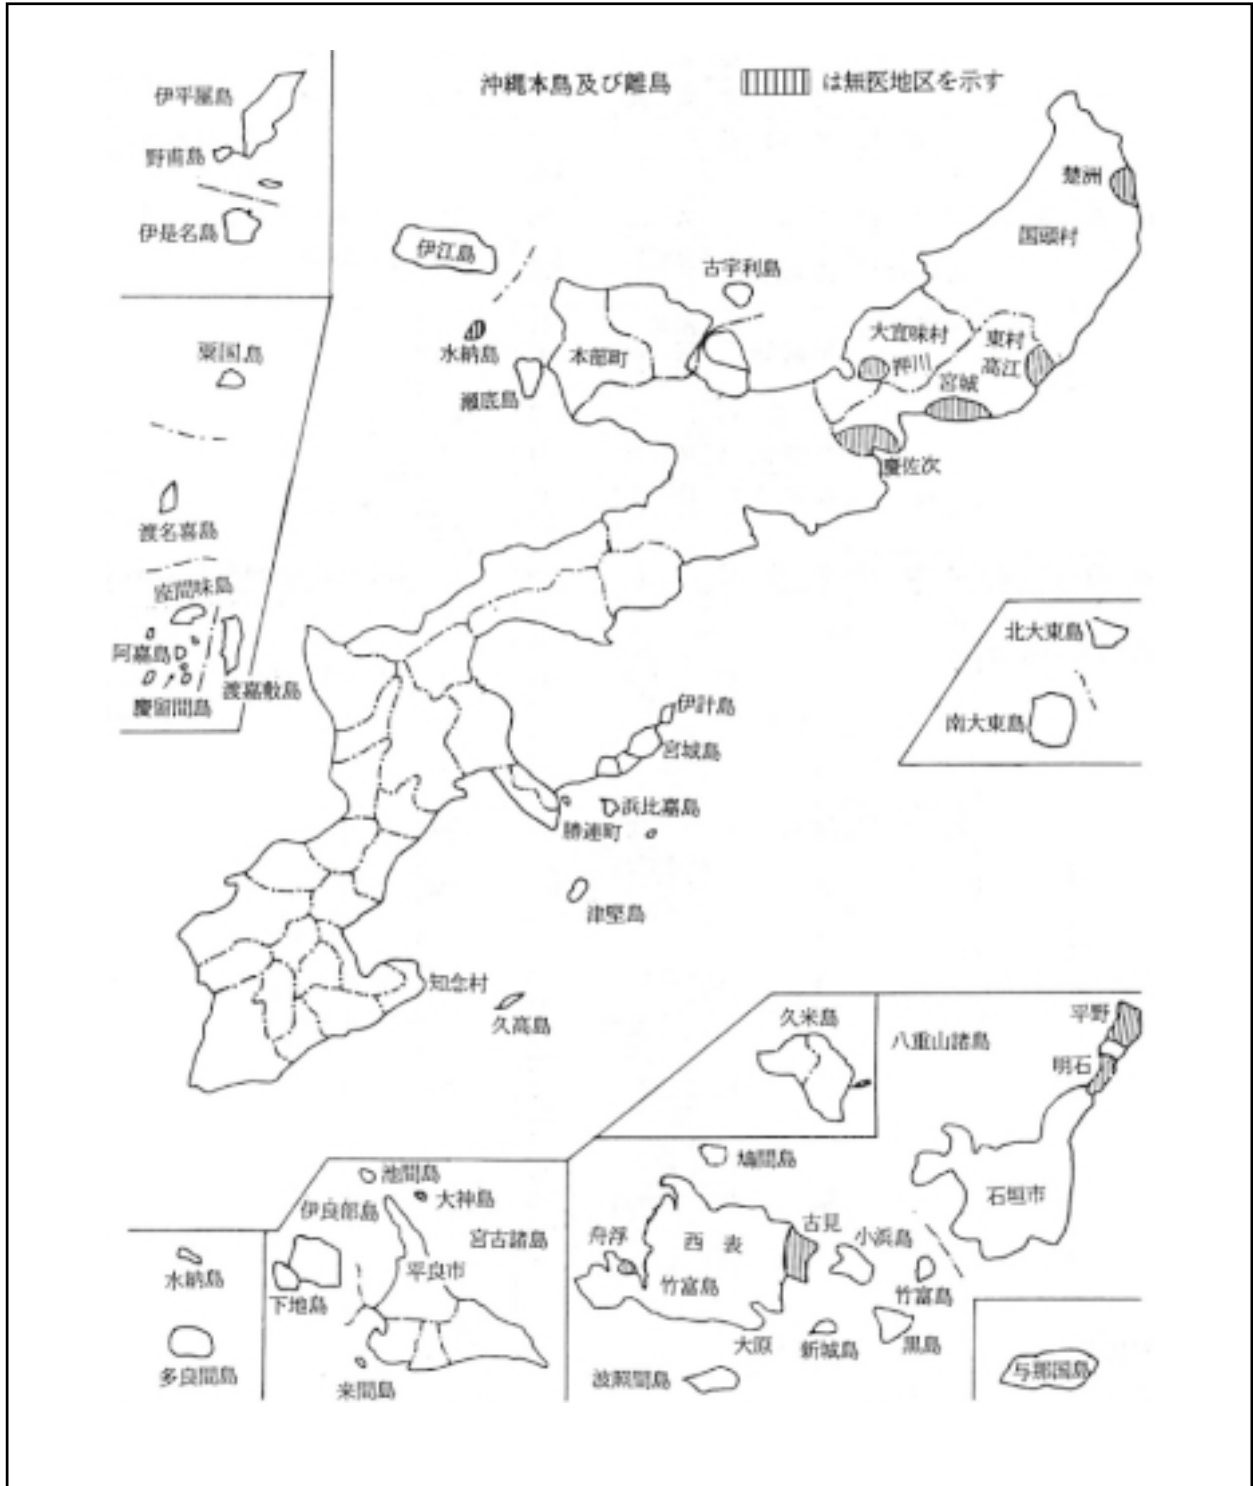 沖縄本島及び離島
は無医地区を示す
伊平屋島
野甫島
伊是名島
楚洲
国頭村
伊江島
古宇利島
水納島
本部町
瀬底島
大宜味村
押川
東村
高江
宮城
慶佐次
粟国島
渡名喜島
座間味島
阿嘉島
慶留間島
渡嘉敷島
北大東島
南大東島
伊計島
宮城島
浜比嘉島
勝連町
津堅島
知念村
久高島
久米島
八重山諸島
平野
明石
石垣市
鳩間島
古見
小浜島
舟浮
西表
竹富島
竹富島
大原
新城島
黒島
波照間島
与那国島
池間島
大神島
伊良部島
宮古諸島
平良市
下地島
来間島
水納島
多良間島